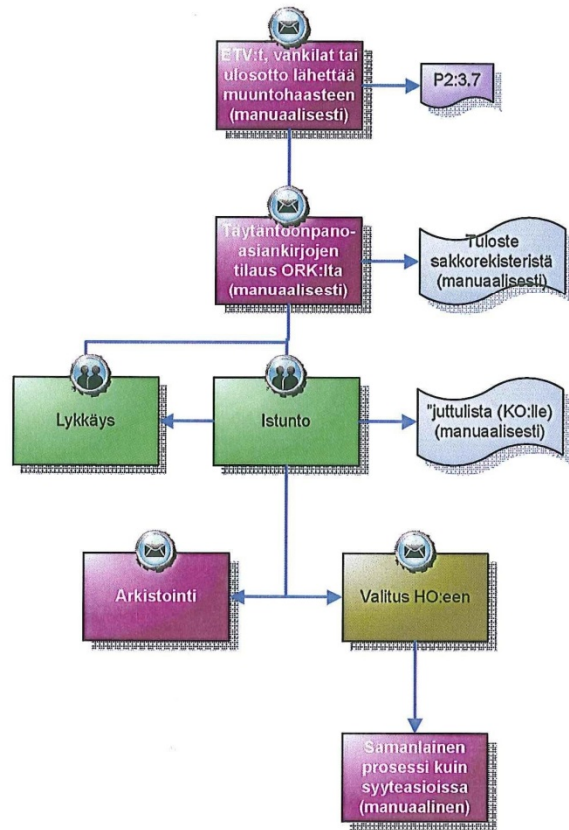 ETV:t, vankilat tai
ulosotto lähettää
muuntohaasteen
(manuaalisesti)
P2:3.7
Täytäntöönpano-
asiankirjojen
tilaus ORK:lta
(manuaalisesti)
Tuloste
sakkorekisteristä
(manuaalisesti)
Lykkäys
Istunto
"juttulista (KO:lle)
(manuaalisesti)
Arkistointi
Valitus HO:een
Samanlainen
prosessi kuin
syyteasioissa
(manuaalinen)